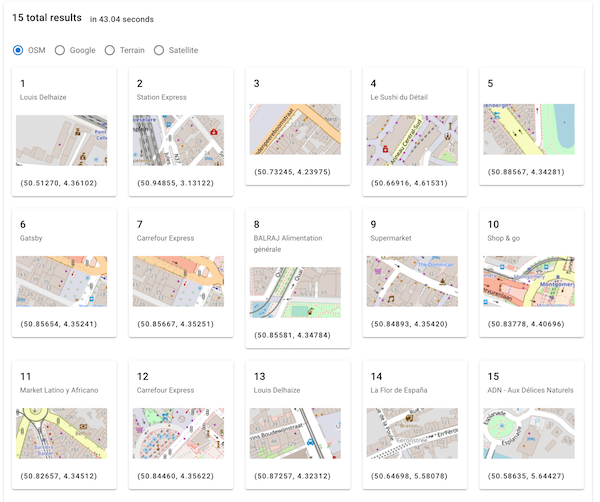 15 total results in 43.04 seconds
OSM Google Terrain Satellite
1
Louis Delhaize
(50.51270, 4.36102)
2
Station Express
(50.94855, 3.13122)
3
(50.73245, 4.23975)
4
Le Sushi du Détail
Anneau Central-Sud
(50.66916, 4.61531)
5
(50.88567, 4.34281)
6
Gatsby
(50.85654, 4.35241)
7
Carrefour Express
(50.85667, 4.35251)
8
BALRAJ Alimentation
générale
(50.85581, 4.34784)
9
Supermarket
(50.84893, 4.35420)
10
Shop & go
Montgomery
(50.83778, 4.40696)
11
Market Latino y Africano
(50.82657, 4.34512)
12
Carrefour Express
(50.84460, 4.35622)
13
Louis Delhaize
(50.87257, 4.32312)
14
La Flor de España
(50.64698, 5.58078)
15
ADN - Aux Délices Naturels
Esplanade
Esplanade
(50.58635, 5.64427)